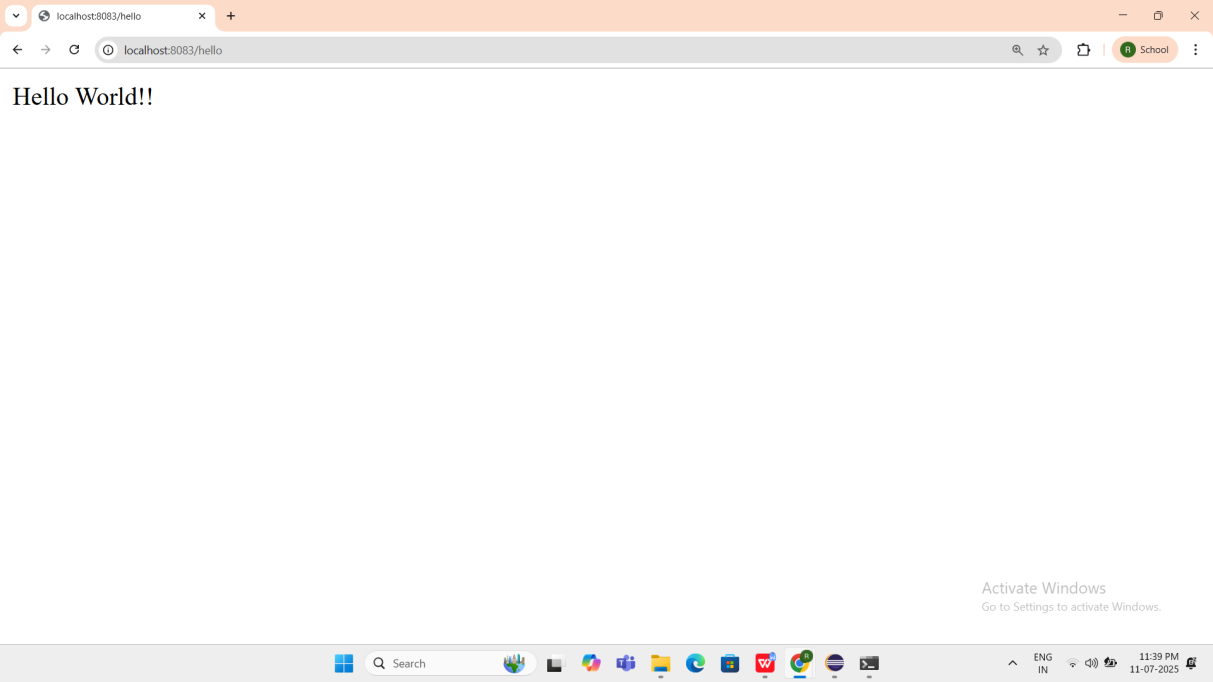 localhost:8083/hello
localhost:8083/hello
R School
Hello World!!
Activate Windows
Go to Settings to activate Windows.
Search
W
R
ENG
IN
11:39 PM
11-07-2025